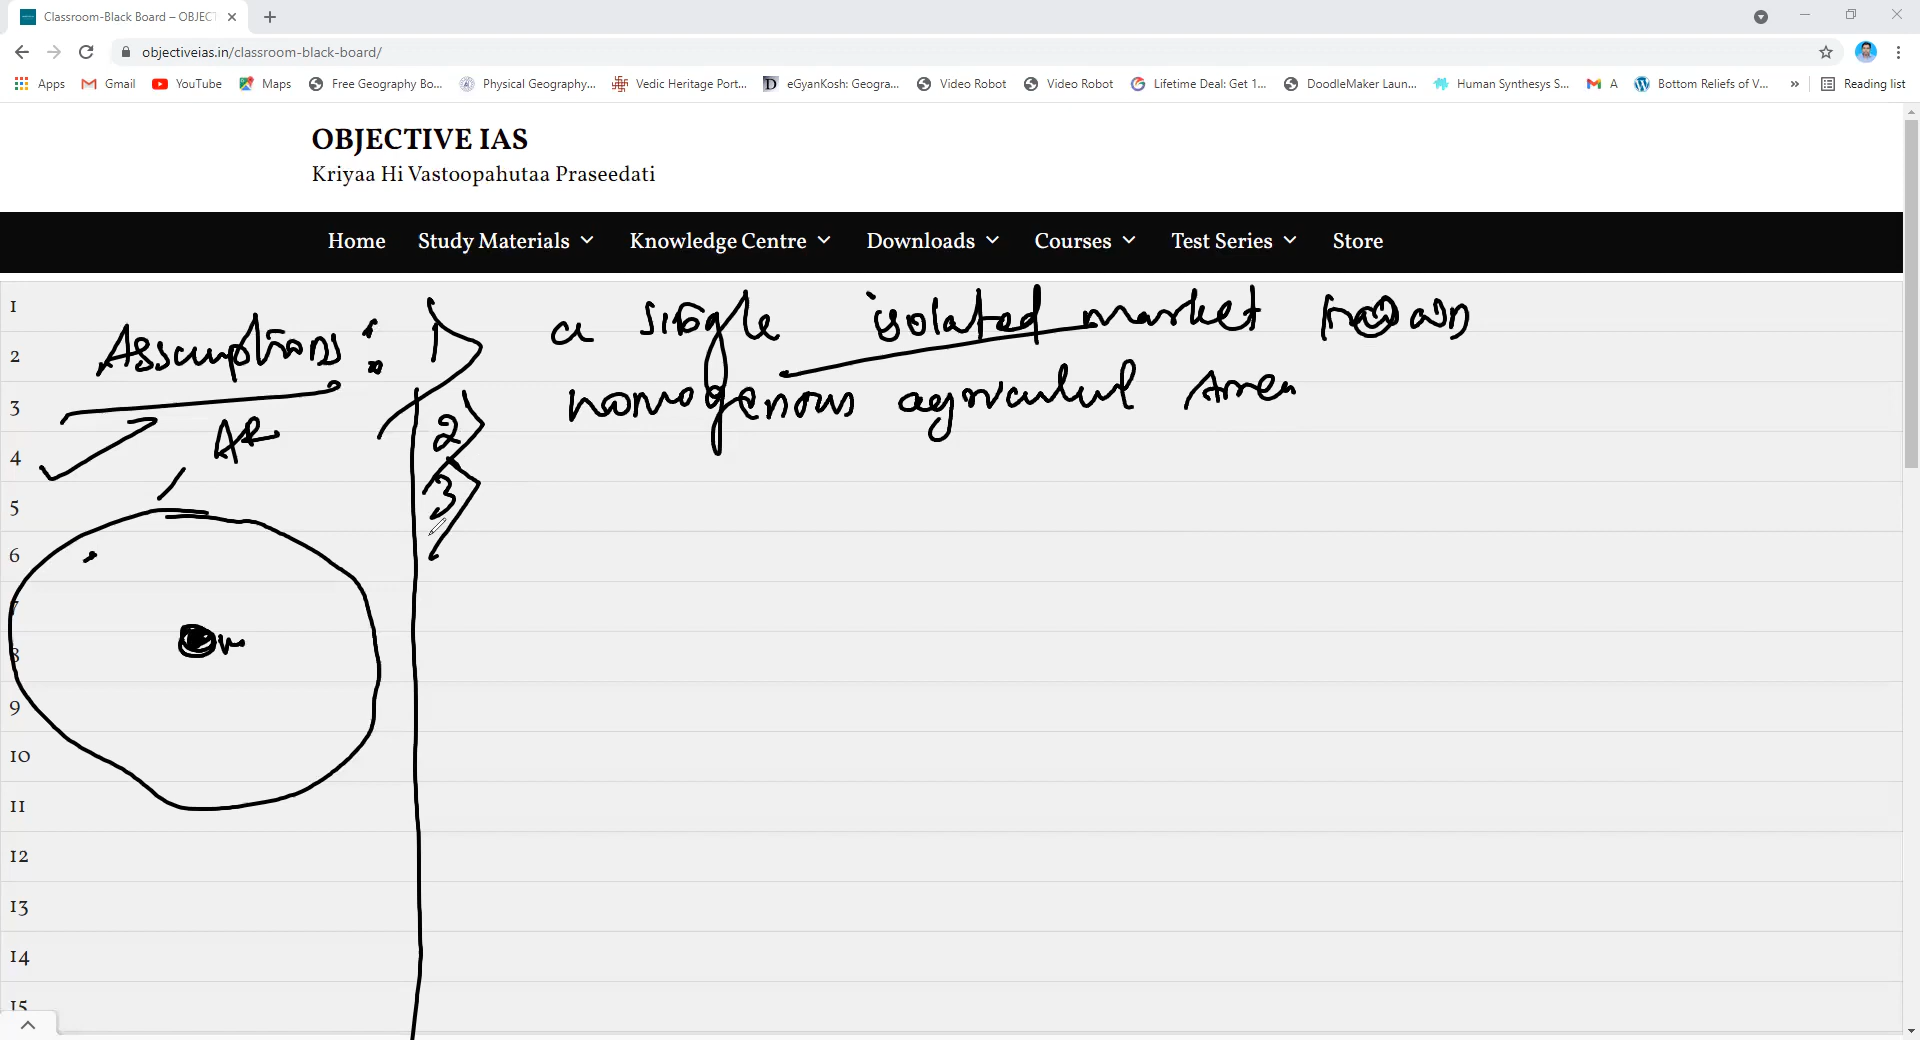 Classroom-Black Board – OBJECT
objectiveias.in/classroom-black-board/
Apps Gmail YouTube Maps Free Geography Bo... Physical Geography... Vedic Heritage Port... eGyanKosh: Geogra... Video Robot Video Robot Lifetime Deal: Get 1... DoodleMaker Laun... Human Synthesys S... A Bottom Reliefs of V... » Reading list
OBJECTIVE IAS
Kriyaa Hi Vastoopahutaa Praseedati
Home Study Materials Knowledge Centre Downloads Courses Test Series Store
1
2
3
4
5
6
7
8
9
10
11
12
13
14
15
Assumptions :
1 a single isolated market
homogenous Area
2
3